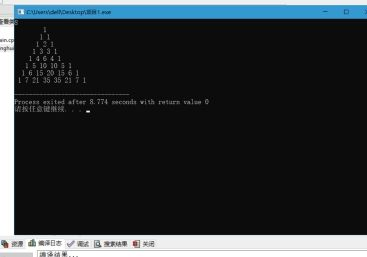 C:\Users\dell\Desktop\项目1.exe
8
1
1 1
1 2 1
1 3 3 1
1 4 6 4 1
1 5 10 10 5 1
1 6 15 20 15 6 1
1 7 21 35 35 21 7 1
--------------------------------
Process exited after 8.774 seconds with return value 0
请按任意键继续. . .
资源 编译日志 调试 搜索结果 关闭
编译结果...